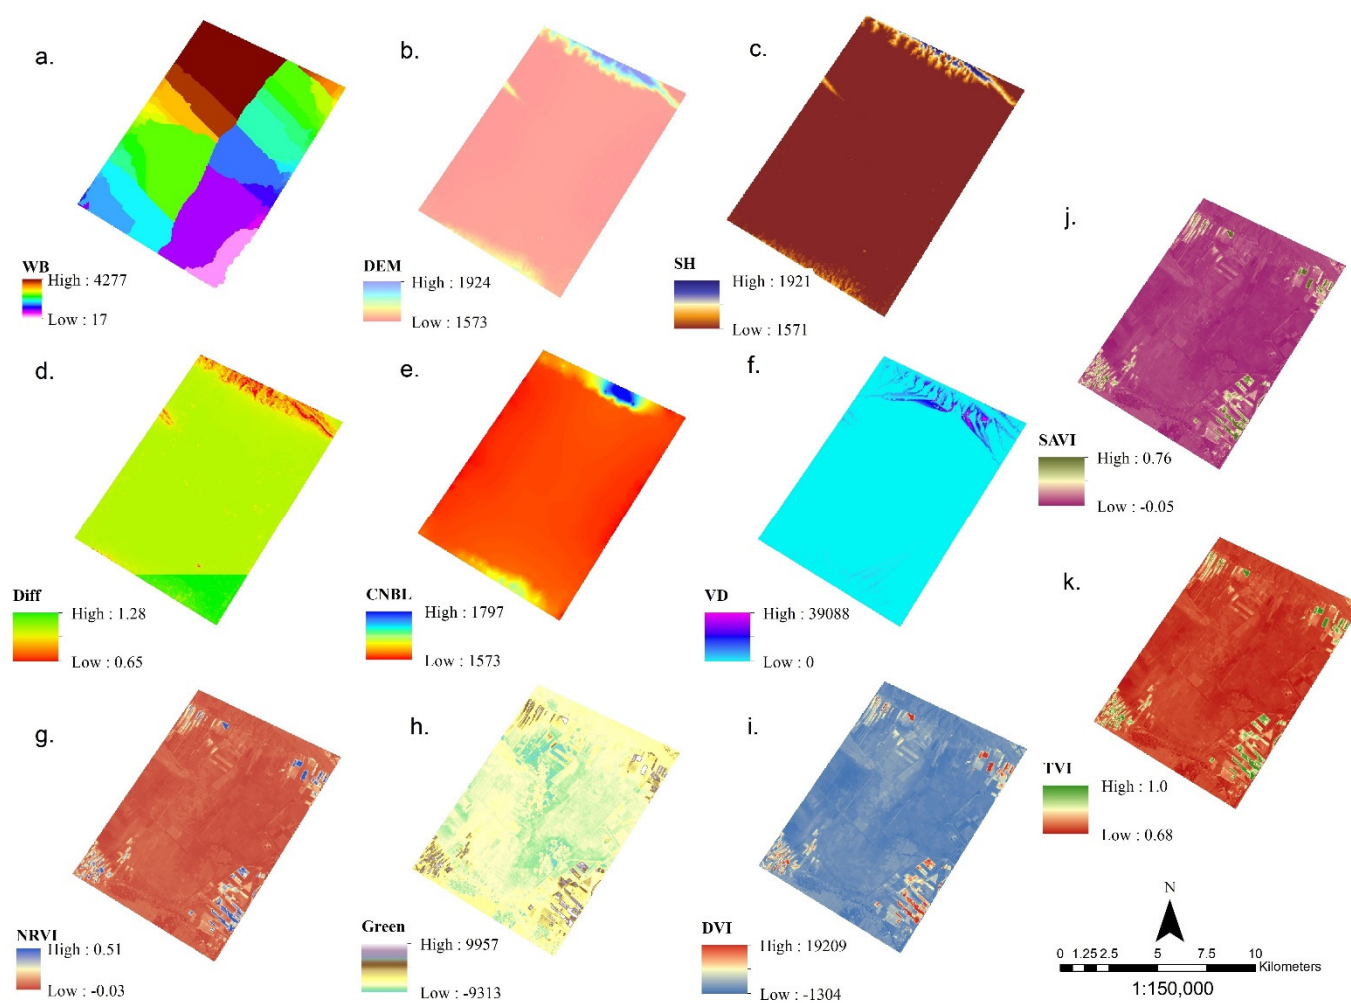 a.
WB
High : 4277
Low : 17
b.
DEM
High : 1924
Low : 1573
c.
SH
High : 1921
Low : 1571
d.
Diff
High : 1.28
Low : 0.65
e.
CNBL
High : 1797
Low : 1573
f.
VD
High : 39088
Low : 0
g.
NRVI
High : 0.51
Low : -0.03
h.
Green
High : 9957
Low : -9313
i.
DVI
High : 19209
Low : -1304
j.
SAVI
High : 0.76
Low : -0.05
k.
TVI
High : 1.0
Low : 0.68
N
0 1.25 2.5 5 7.5 10
Kilometers
1:150,000